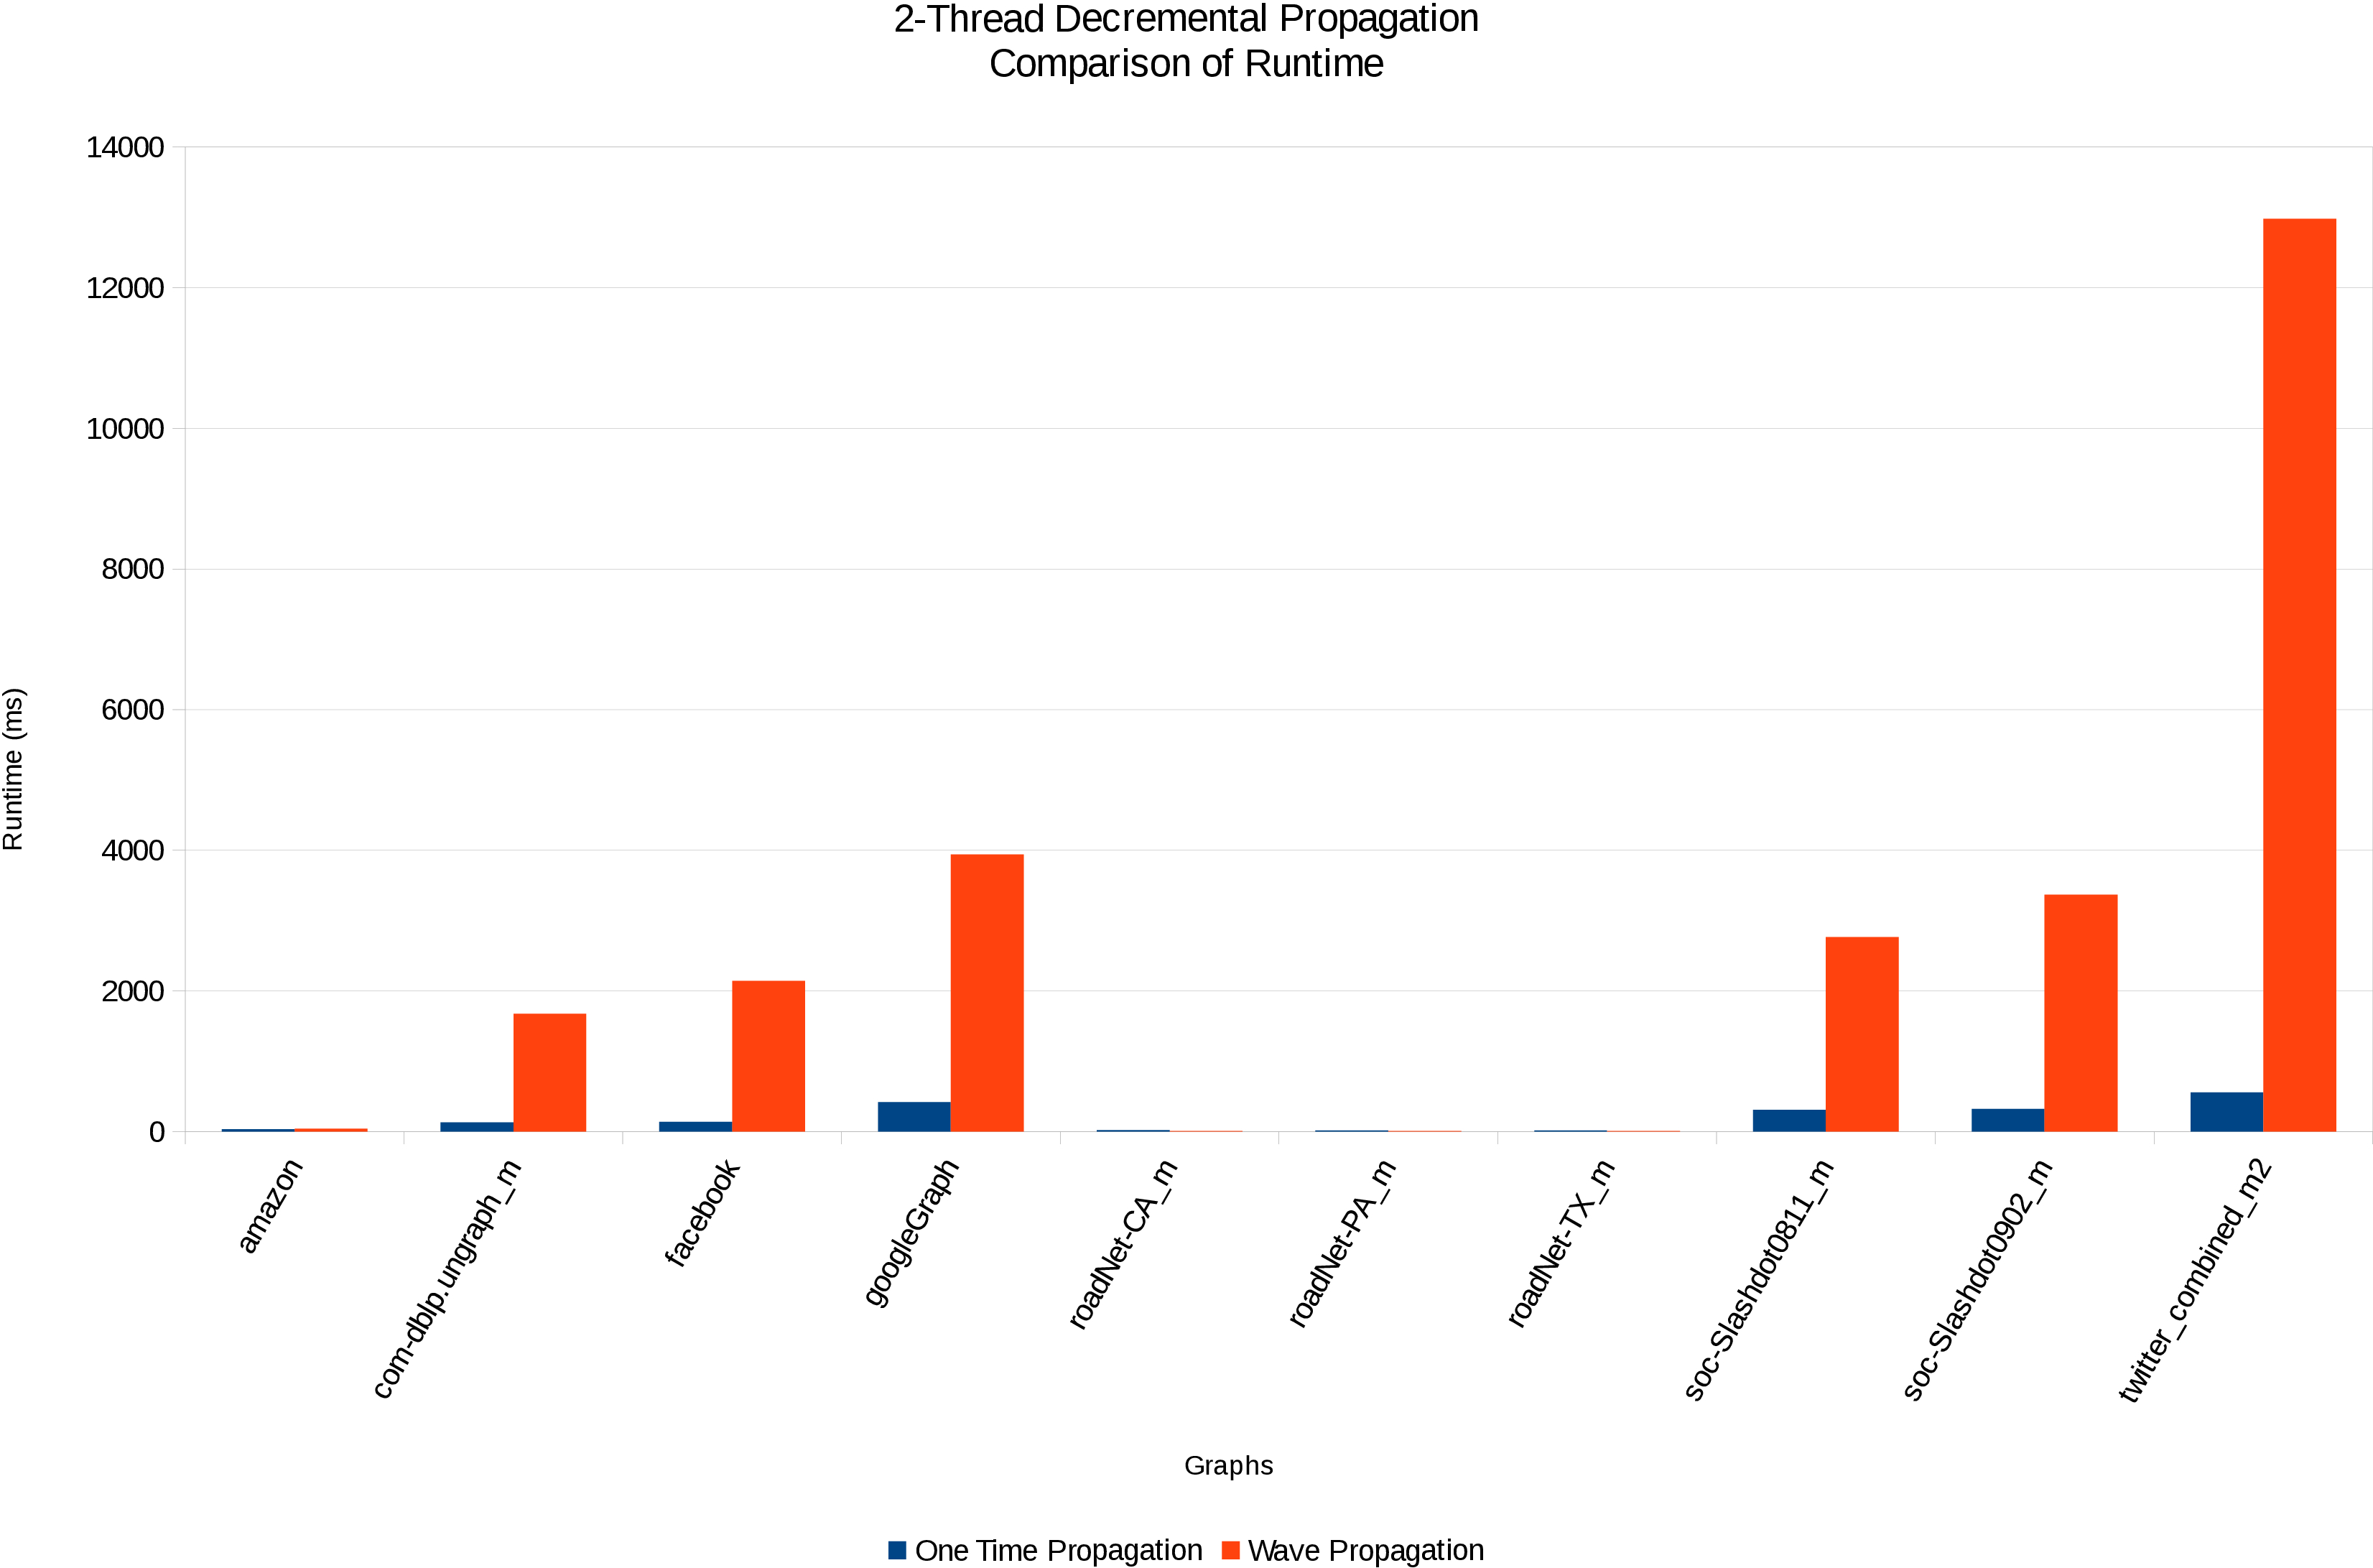 2-Thread Decremental Propagation
Comparison of Runtime
14000
12000
10000
8000
6000
4000
2000
0
Runtime (ms)
amazon
com-dblp.ungraph_m
facebook
googleGraph
roadNet-CA_m
roadNet-PA_m
roadNet-TX_m
soc-Slashdot0811_m
soc-Slashdot0902_m
twitter_combined_m2
Graphs
One Time Propagation
Wave Propagation